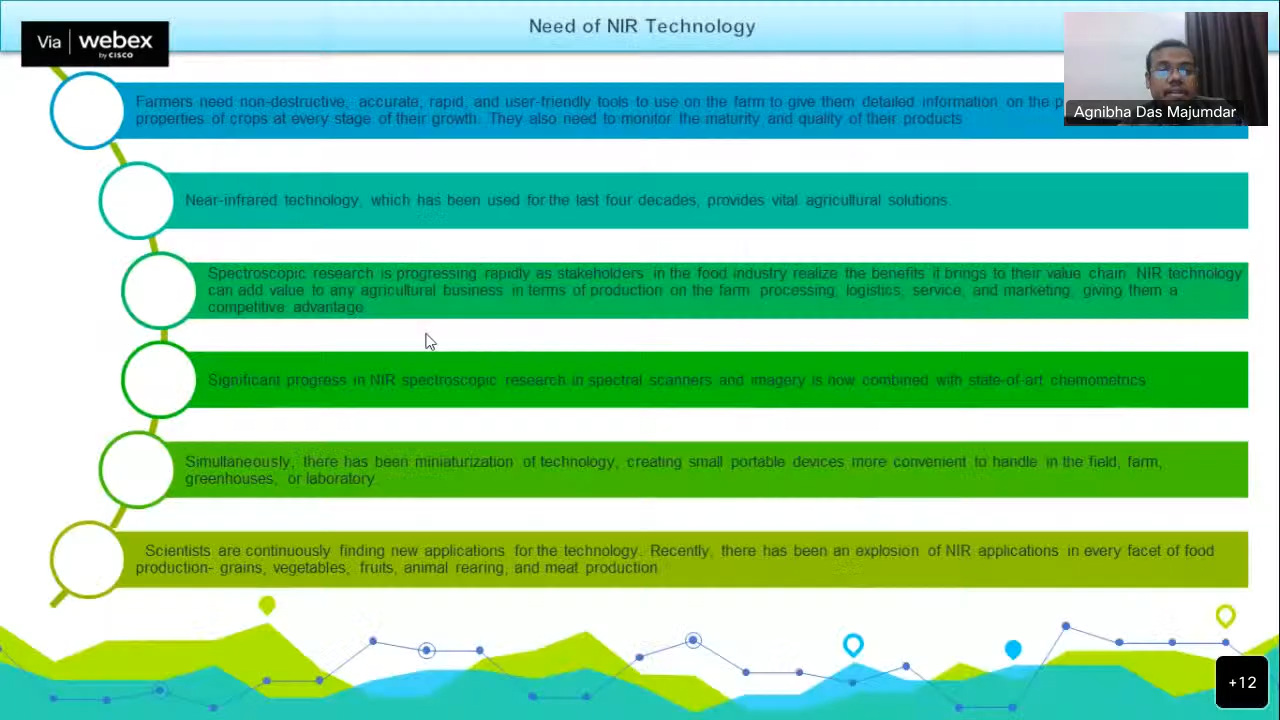 Need of NIR Technology
Via webex
by CISCO
Agnibha Das Majumdar
Farmers need non-destructive, accurate, rapid, and user-friendly tools to use on the farm to give them detailed information on the
properties of crops at every stage of their growth. They also need to monitor the maturity and quality of their products
Near-infrared technology, which has been used for the last four decades, provides vital agricultural solutions.
Spectroscopic research is progressing rapidly as stakeholders in the food industry realize the benefits it brings to their value chain. NIR technology
can add value to any agricultural business in terms of production on the farm processing, logistics, service, and marketing, giving them a
competitive advantage
Significant progress in NIR spectroscopic research in spectral scanners and imagery is now combined with state-of-art chemometrics
Simultaneously, there has been miniaturization of technology, creating small portable devices more convenient to handle in the field, farm,
greenhouses, or laboratory.
Scientists are continuously finding new applications for the technology. Recently, there has been an explosion of NIR applications in every facet of food
production- grains, vegetables, fruits, animal rearing, and meat production
+12